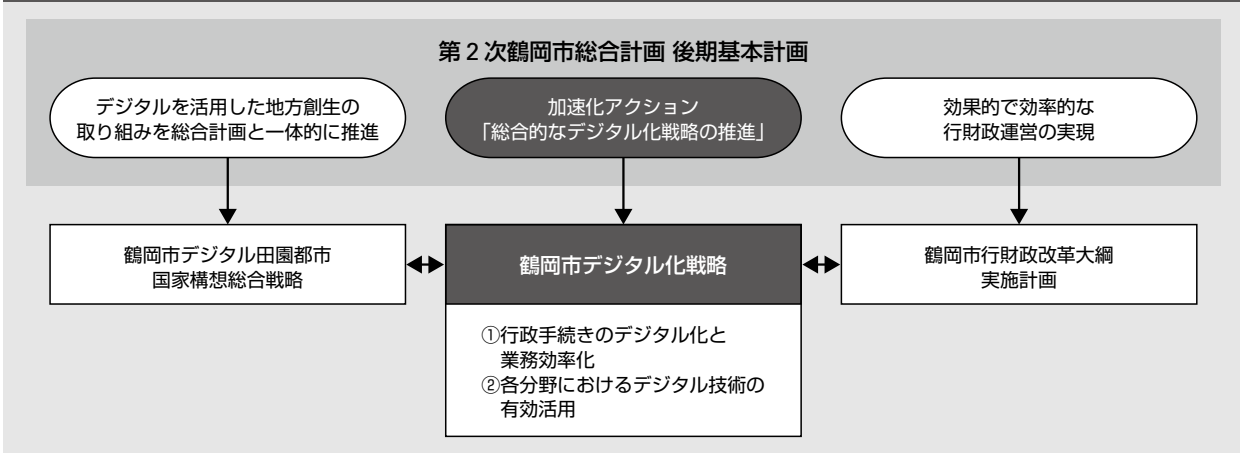 第2次鶴岡市総合計画 後期基本計画
デジタルを活用した地方創生の
取り組みを総合計画と一体的に推進
加速化アクション
「総合的なデジタル化戦略の推進」
効果的で効率的な
行財政運営の実現
鶴岡市デジタル田園都市
国家構想総合戦略
鶴岡市デジタル化戦略
鶴岡市行財政改革大綱
実施計画
①行政手続きのデジタル化と
業務効率化
②各分野におけるデジタル技術の
有効活用